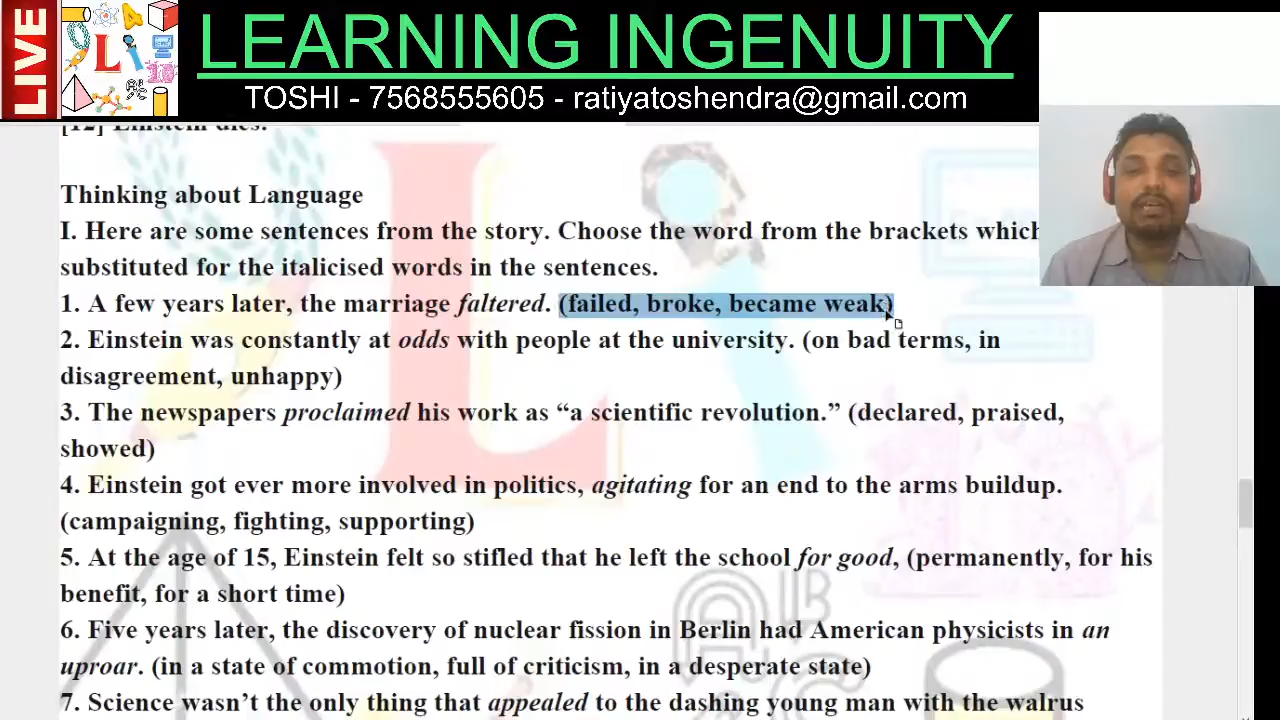 LIVE
LEARNING INGENUITY
TOSHI - 7568555605 - ratiyatoshendra@gmail.com
[12] Einstein dies.
Thinking about Language
I. Here are some sentences from the story. Choose the word from the brackets which
substituted for the italicised words in the sentences.
1. A few years later, the marriage faltered. (failed, broke, became weak)
2. Einstein was constantly at odds with people at the university. (on bad terms, in
disagreement, unhappy)
3. The newspapers proclaimed his work as “a scientific revolution.” (declared, praised,
showed)
4. Einstein got ever more involved in politics, agitating for an end to the arms buildup.
(campaigning, fighting, supporting)
5. At the age of 15, Einstein felt so stifled that he left the school for good, (permanently, for his
benefit, for a short time)
6. Five years later, the discovery of nuclear fission in Berlin had American physicists in an
uproar. (in a state of commotion, full of criticism, in a desperate state)
7. Science wasn’t the only thing that appealed to the dashing young man with the walrus